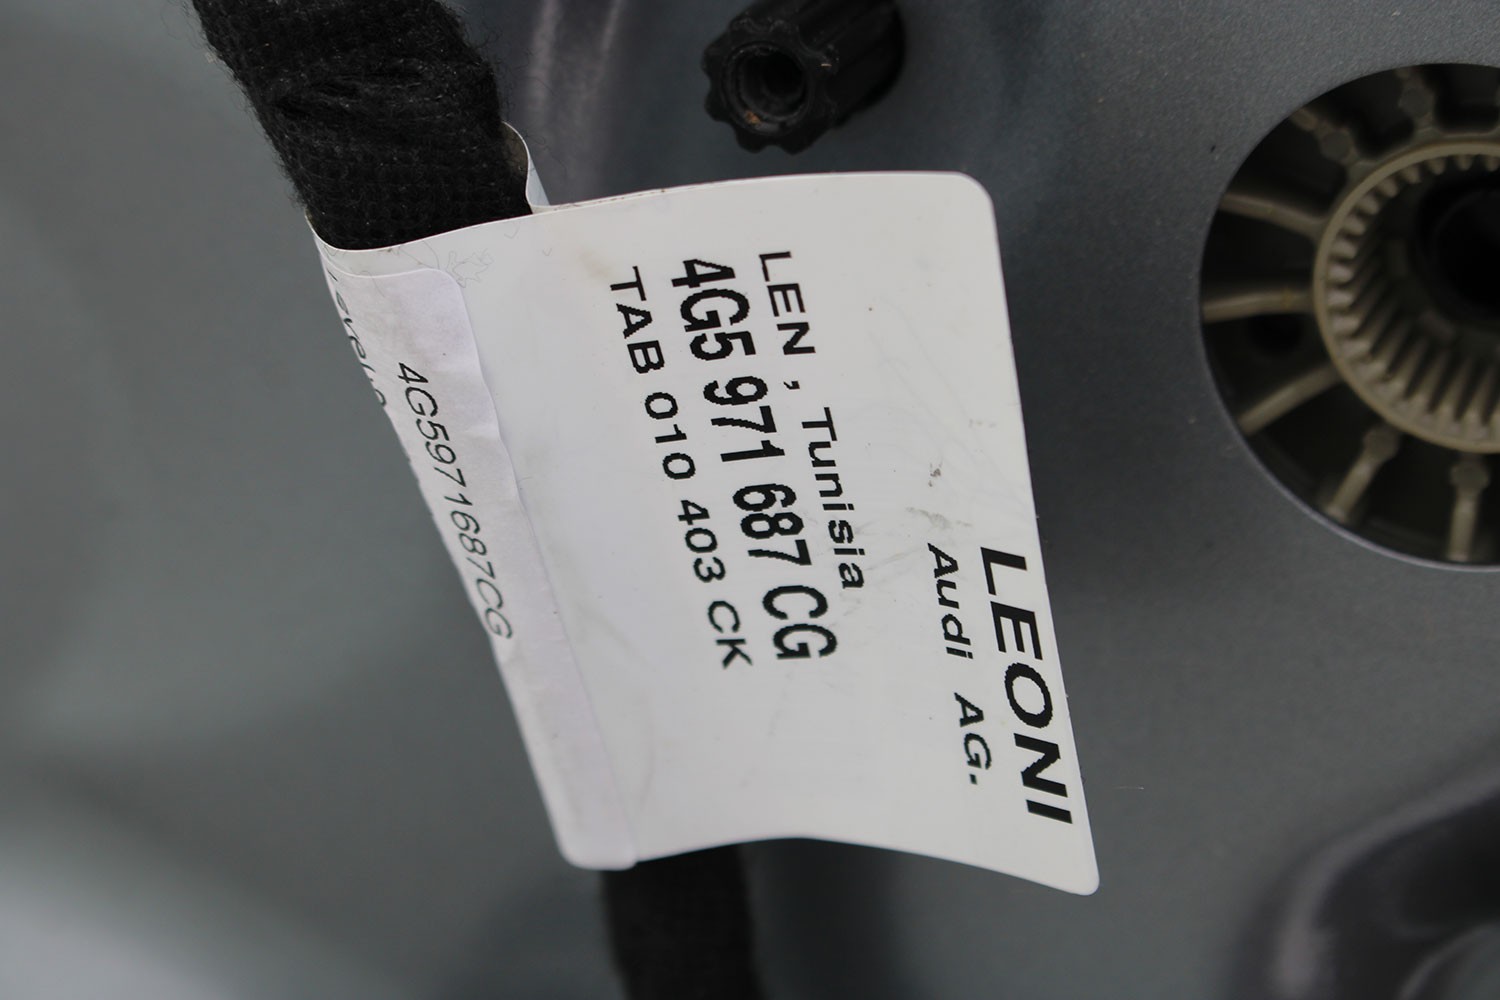 LEONI
Audi AG.
LEN , Tunisia
4G5 971 687 CG
TAB 010 403 CK
4G5971687CG